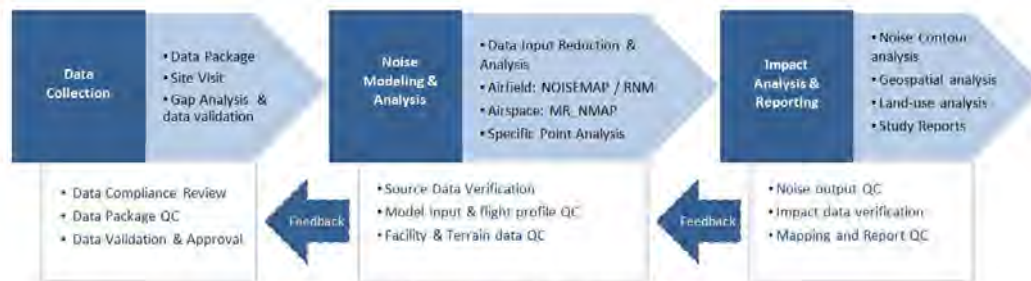 Data
Collection
• Data Package
• Site Visit
• Gap Analysis &
data validation
Noise
Modeling &
Analysis
• Data Input Reduction &
Analysis
• Airfield: NOISEMAP / RNM
• Airspace: MR_NMAP
• Specific Point Analysis
Impact
Analysis &
Reporting
• Noise Contour
analysis
• Geospatial analysis
• Land-use analysis
• Study Reports
• Data Compliance Review
• Data Package QC
• Data Validation & Approval
Feedback
• Source Data Verification
• Model input & flight profile QC
• Facility & Terrain data QC
Feedback
• Noise output QC
• Impact data verification
• Mapping and Report QC